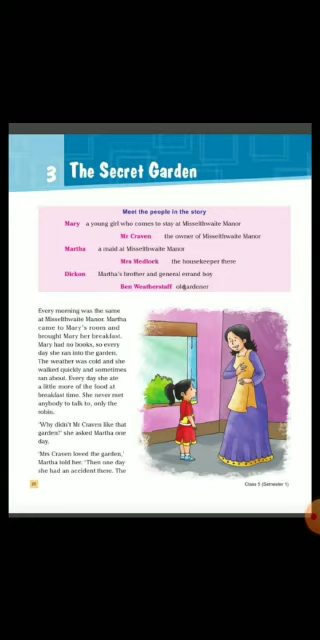 3 The Secret Garden
Meet the people in the story
Mary a young girl who comes to stay at Misselthwaite Manor
Mr Craven the owner of Misselthwaite Manor
Martha a maid at Misselthwaite Manor
Mrs Medlock the housekeeper there
Dickon Martha's brother and general errand boy
Ben Weatherstaff old gardener
Every morning was the same
at Misselthwaite Manor. Martha
came to Mary's room and
brought Mary her breakfast.
Mary had no books, so every
day she ran into the garden.
The weather was cold and she
walked quickly and sometimes
ran about. Every day she ate
a little more of the food at
breakfast time. She never met
anybody to talk to, only the
robin.
'Why didn't Mr Craven like that
garden?' she asked Martha one
day.
'Mrs Craven loved the garden,'
Martha told her. 'Then one day
she had an accident there. The
Class 5 (Semester 1)